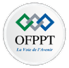 OFPPT
La Voie de l'Avenir